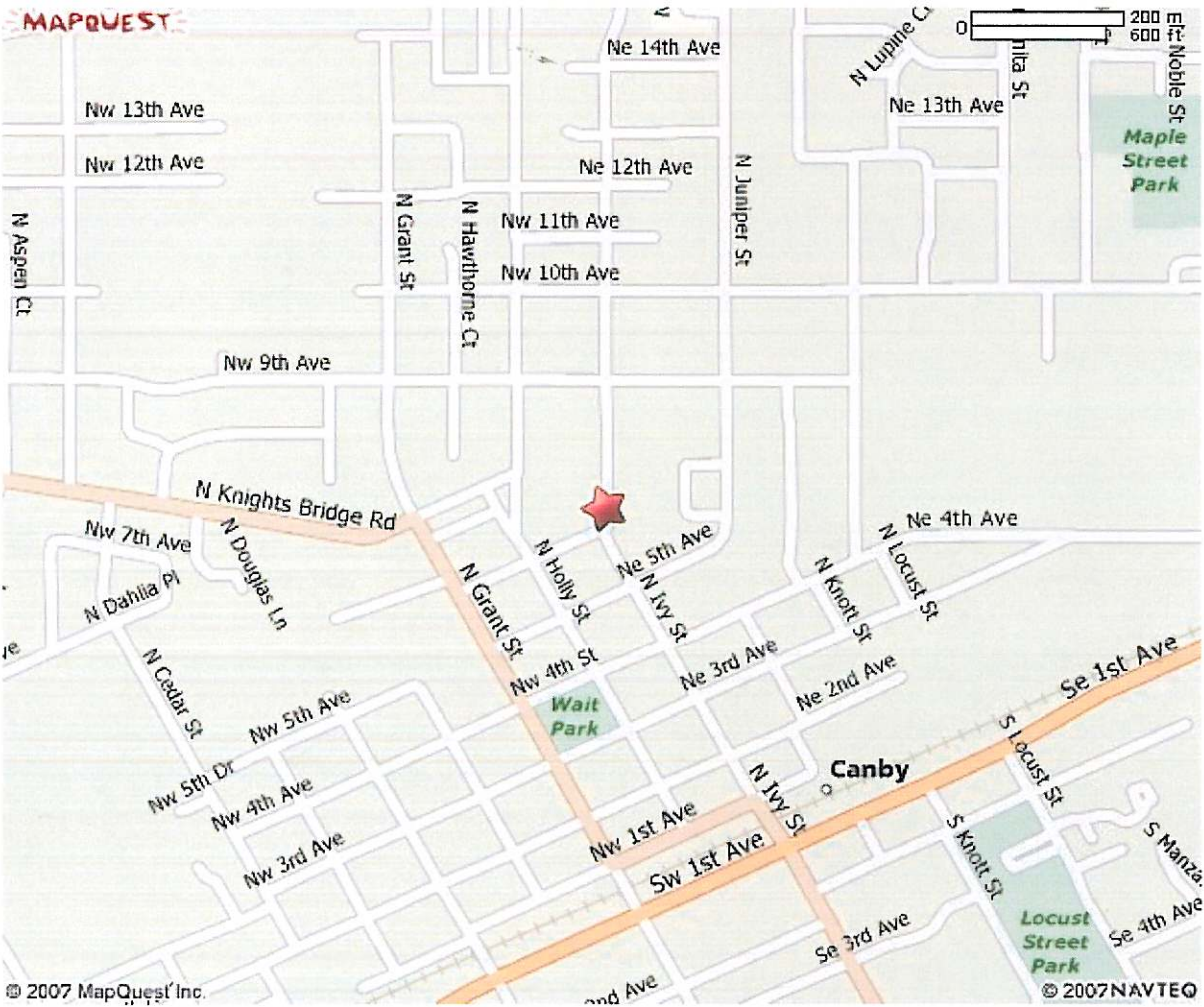 MAPQUEST
0
200 m
600 ft
Ne 14th Ave
N Lupine
nita St
N Noble St
Nw 13th Ave
Ne 13th Ave
Maple
Street
Park
Nw 12th Ave
Ne 12th Ave
N Juniper St
N Aspen Ct
N Grant St
N Hawthorne Ct
Nw 11th Ave
Nw 10th Ave
Nw 9th Ave
N Knights Bridge Rd
Nw 7th Ave
N Douglas Ln
N Dahlia Pl
N Holly St
Ne 5th Ave
N Ivy St
Ne 4th Ave
N Locust St
N Knott St
N Grant St
Nw 4th St
Ne 3rd Ave
Ne 2nd Ave
Se 1st Ave
ve
N Cedar St
Nw 5th Ave
Wait
Park
Nw 5th Dr
Nw 4th Ave
Nw 3rd Ave
Canby
N Ivy St
Nw 1st Ave
Sw 1st Ave
S Locust St
S Knott St
S Manza
Locust
Street
Park
Se 3rd Ave
Se 4th Ave
2nd Ave
© 2007 MapQuest Inc.
© 2007 NAVTEQ